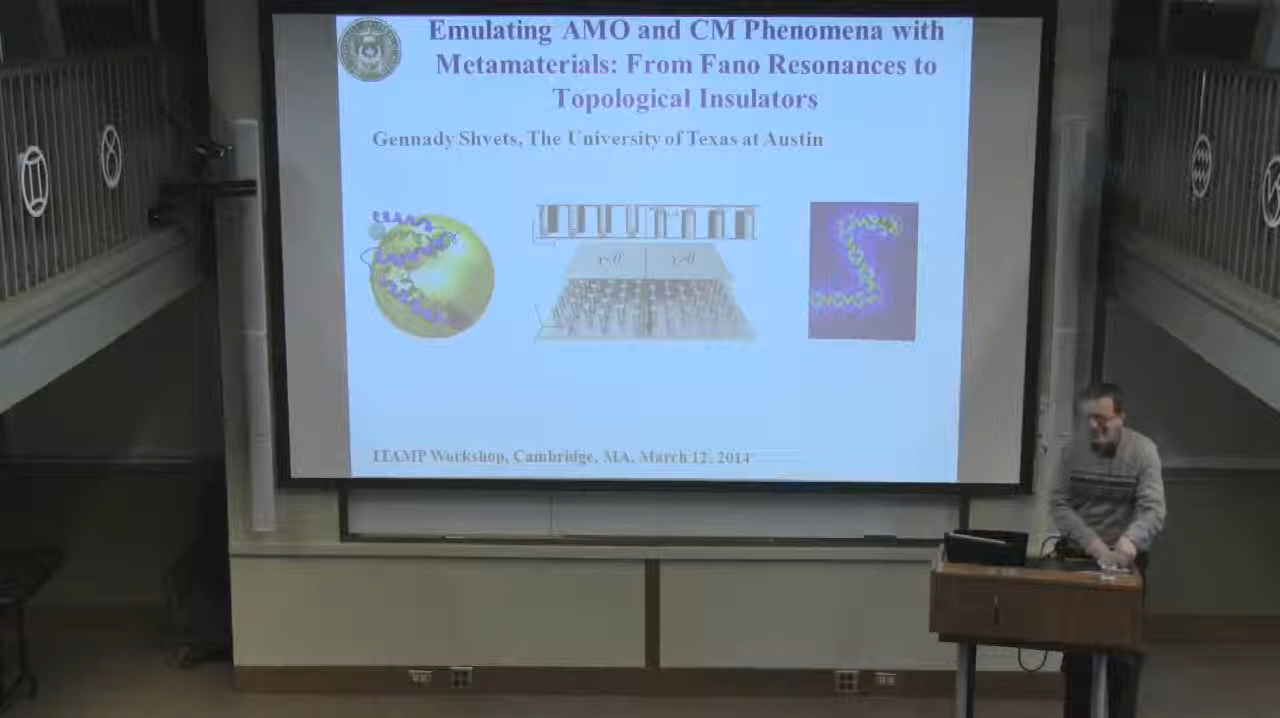 Emulating AMO and CM Phenomena with
Metamaterials: From Fano Resonances to
Topological Insulators
Gennady Shvets, The University of Texas at Austin
ITAMP Workshop, Cambridge, MA, March 12, 2014